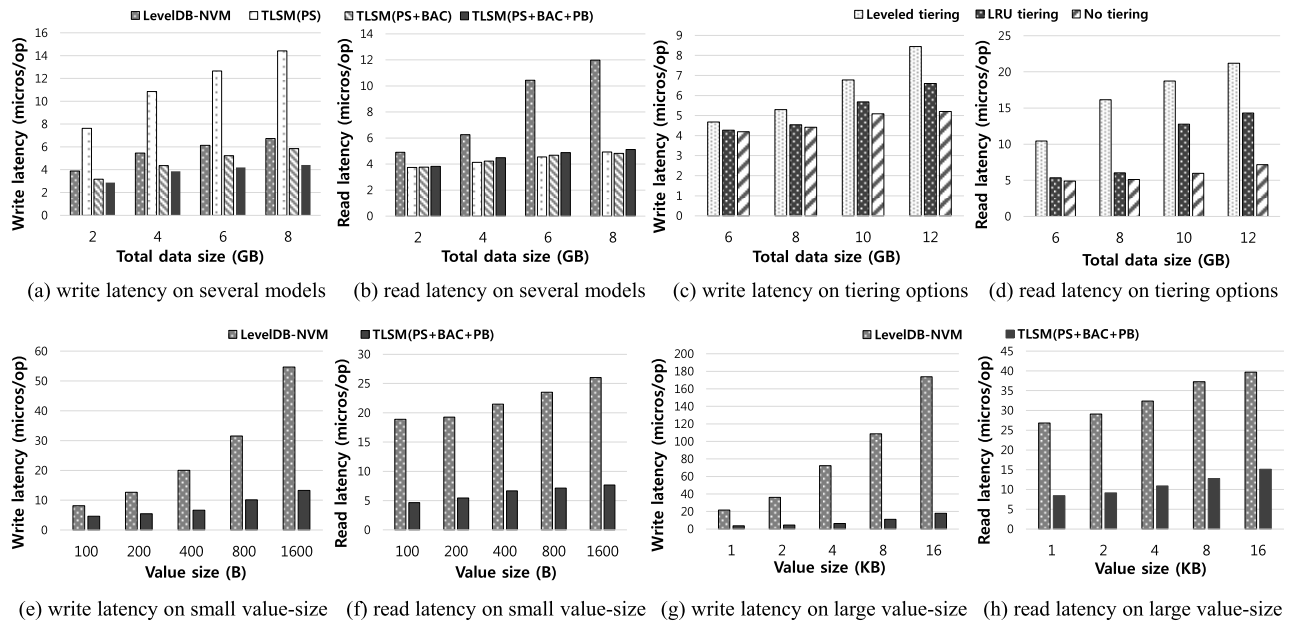 LevelDB-NVM TLSM(PS) TLSM(PS+BAC) TLSM(PS+BAC+PB)
Write latency (micros/op)
16
14
12
10
8
6
4
2
0
2 4 6 8
Total data size (GB)
(a) write latency on several models
Read latency (micros/op)
14
12
10
8
6
4
2
0
2 4 6 8
Total data size (GB)
(b) read latency on several models
Leveled tiering LRU tiering No tiering
Write latency (micros/op)
9
8
7
6
5
4
3
2
1
0
6 8 10 12
Total data size (GB)
(c) write latency on tiering options
Read latency (micros/op)
25
20
15
10
5
0
6 8 10 12
Total data size (GB)
(d) read latency on tiering options
LevelDB-NVM TLSM(PS+BAC+PB)
Write latency (micros/op)
60
50
40
30
20
10
0
100 200 400 800 1600
Value size (B)
(e) write latency on small value-size
Read latency (micros/op)
30
25
20
15
10
5
0
100 200 400 800 1600
Value size (B)
(f) read latency on small value-size
LevelDB-NVM TLSM(PS+BAC+PB)
Write latency (micros/op)
200
180
160
140
120
100
80
60
40
20
0
1 2 4 8 16
Value size (KB)
(g) write latency on large value-size
Read latency (micros/op)
45
40
35
30
25
20
15
10
5
0
1 2 4 8 16
Value size (KB)
(h) read latency on large value-size